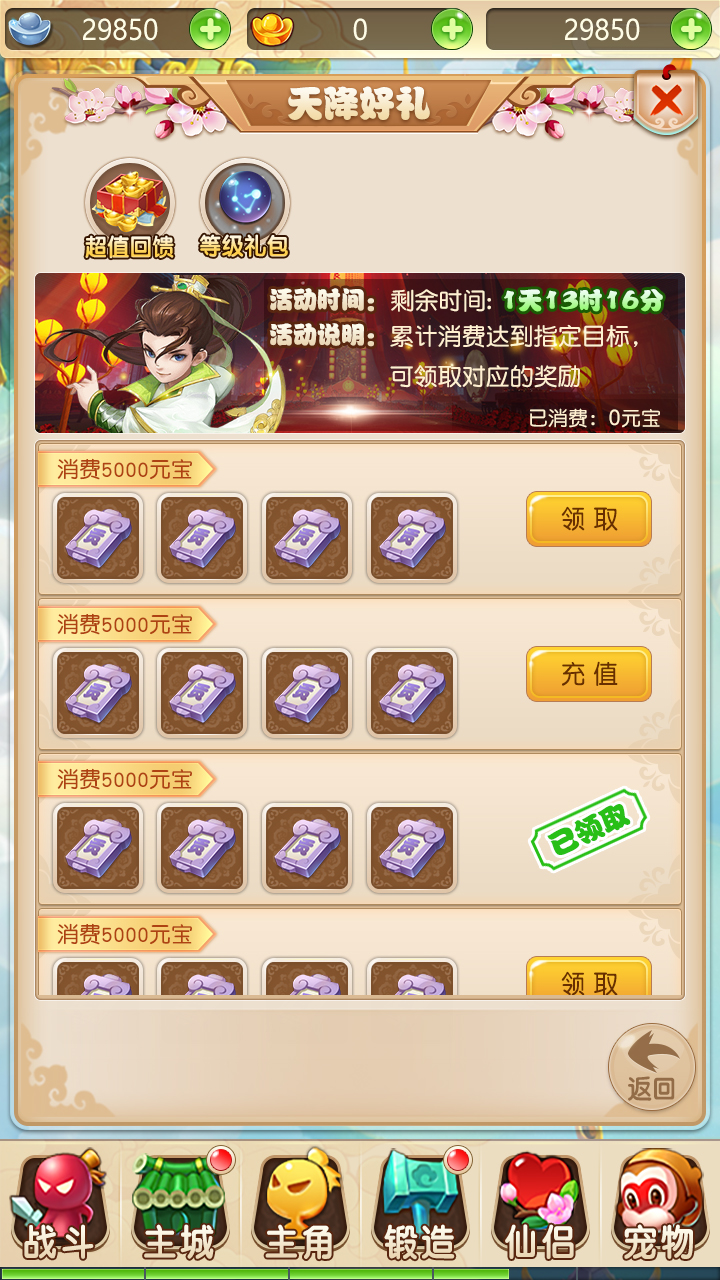 29850
0
29850
天降好礼
超值回馈
等级礼包
活动时间：剩余时间：1天13时16分
活动说明：累计消费达到指定目标，
可领取对应的奖励
已消费：0元宝
消费5000元宝
领取
消费5000元宝
充值
消费5000元宝
已领取
消费5000元宝
领取
返回
战斗
主城
主角
锻造
仙侣
宠物